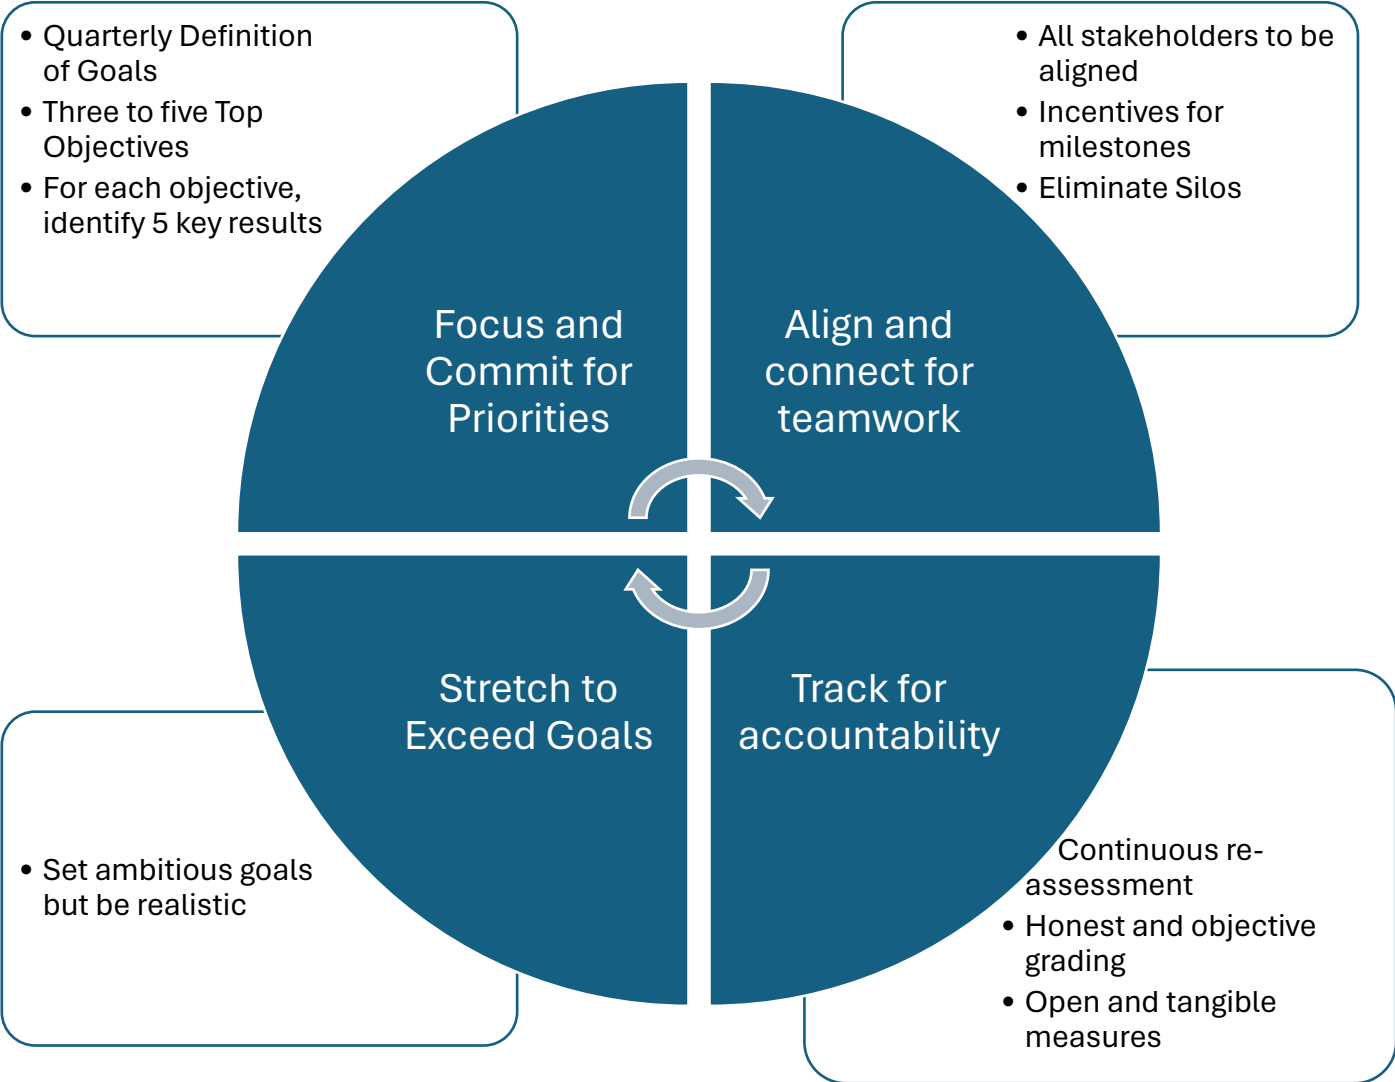 • Quarterly Definition
of Goals
• Three to five Top
Objectives
• For each objective,
identify 5 key results
• All stakeholders to be
aligned
• Incentives for
milestones
• Eliminate Silos
Focus and
Commit for
Priorities
Align and
connect for
teamwork
Stretch to
Exceed Goals
Track for
accountability
• Set ambitious goals
but be realistic
Continuous re-
assessment
• Honest and objective
grading
• Open and tangible
measures